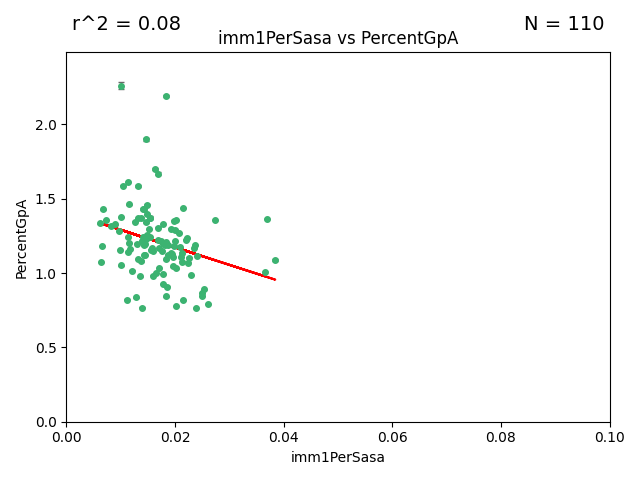 r^2 = 0.08
N = 110
imm1PerSasa vs PercentGpA
PercentGpA
2.0
1.5
1.0
0.5
0.0
0.00 0.02 0.04 0.06 0.08 0.10
imm1PerSasa